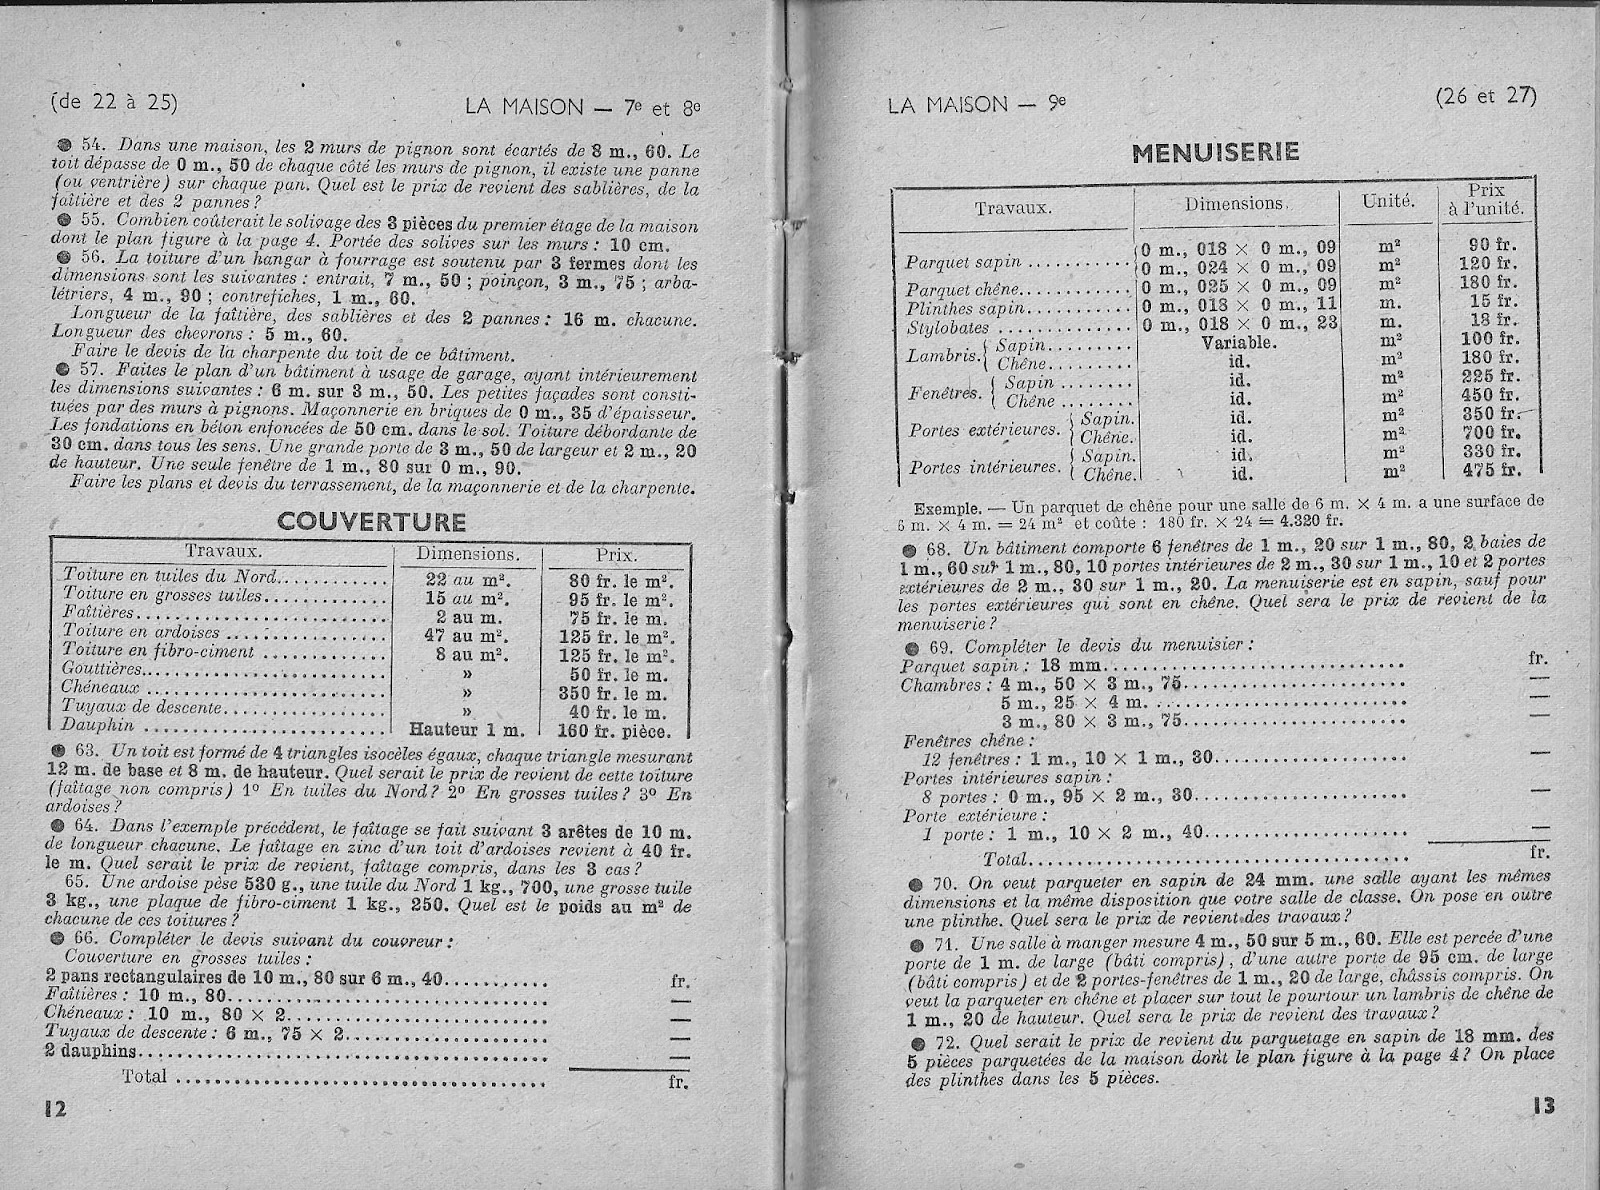 (de 22 à 25)
LA MAISON — 7e et 8e
54. Dans une maison, les 2 murs de pignon sont écartés de 8 m., 60. Le
toit dépasse de 0 m., 50 de chaque côté les murs de pignon, il existe une panne
(ou ventrière) sur chaque pan. Quel est le prix de revient des sablières, de la
faîtière et des 2 pannes ?
55. Combien coûterait le solivage des 3 pièces du premier étage de la maison
dont le plan figure à la page 4. Portée des solives sur les murs : 10 cm.
56. La toiture d'un hangar à fourrage est soutenu par 3 fermes dont les
dimensions sont les suivantes : entrait, 7 m., 50 ; poinçon, 3 m., 75 ; arba-
létriers, 4 m., 90 ; contrefiches, 1 m., 60.
Longueur de la faîtière, des sablières et des 2 pannes : 16 m. chacune.
Longueur des chevrons : 5 m., 60.
Faire le devis de la charpente du toit de ce bâtiment.
57. Faites le plan d'un bâtiment à usage de garage, ayant intérieurement
les dimensions suivantes : 6 m. sur 3 m., 50. Les petites façades sont consti-
tuées par des murs à pignons. Maçonnerie en briques de 0 m., 35 d'épaisseur.
Les fondations en béton enfoncées de 50 cm. dans le sol. Toiture débordante de
30 cm. dans tous les sens. Une grande porte de 3 m., 50 de largeur et 2 m., 20
de hauteur. Une seule fenêtre de 1 m., 80 sur 0 m., 90.
Faire les plans et devis du terrassement, de la maçonnerie et de la charpente.
COUVERTURE
Travaux. Dimensions. Prix.
Toiture en tuiles du Nord............ 22 au m². 80 fr. le m².
Toiture en grosses tuiles............. 15 au m². 95 fr. le m².
Faîtières........................... 2 au m. 75 fr. le m.
Toiture en ardoises ................. 47 au m². 125 fr. le m².
Toiture en fibro-ciment ............. 8 au m². 125 fr. le m².
Gouttières.......................... » 50 fr. le m.
Chéneaux .......................... » 350 fr. le m.
Tuyaux de descente................. » 40 fr. le m.
Dauphin .......................... Hauteur 1 m. 160 fr. pièce.
63. Un toit est formé de 4 triangles isocèles égaux, chaque triangle mesurant
12 m. de base et 8 m. de hauteur. Quel serait le prix de revient de cette toiture
(faîtage non compris) 1º En tuiles du Nord ? 2º En grosses tuiles ? 3º En
ardoises ?
64. Dans l'exemple précédent, le faîtage se fait suivant 3 arêtes de 10 m.
de longueur chacune. Le faîtage en zinc d'un toit d'ardoises revient à 40 fr.
le m. Quel serait le prix de revient, faîtage compris, dans les 3 cas ?
65. Une ardoise pèse 530 g., une tuile du Nord 1 kg., 700, une grosse tuile
3 kg., une plaque de fibro-ciment 1 kg., 250. Quel est le poids au m² de
chacune de ces toitures ?
66. Compléter le devis suivant du couvreur :
Couverture en grosses tuiles :
2 pans rectangulaires de 10 m., 80 sur 6 m., 40........... fr.
Faîtières : 10 m., 80................................ —
Chéneaux : 10 m., 80 × 2.......................... —
Tuyaux de descente : 6 m., 75 × 2.................... —
2 dauphins........................................ —
Total ..................................... fr.
12
LA MAISON — 9e
(26 et 27)
MENUISERIE
Travaux. Dimensions. Unité. Prix à l'unité.
Parquet sapin ........... { 0 m., 018 × 0 m., 09 m² 90 fr.
0 m., 024 × 0 m., 09 m² 120 fr.
Parquet chêne............ 0 m., 025 × 0 m., 09 m² 180 fr.
Plinthes sapin............ 0 m., 018 × 0 m., 11 m. 15 fr.
Stylobates .............. 0 m., 018 × 0 m., 23 m. 18 fr.
Lambris. { Sapin......... Variable. m² 100 fr.
Chêne......... id. m² 180 fr.
Fenêtres. { Sapin ........ id. m² 225 fr.
Chêne ........ id. m² 450 fr.
Portes extérieures. { Sapin. id. m² 350 fr.
Chêne. id. m² 700 fr.
Portes intérieures. { Sapin. id. m² 330 fr.
Chêne. id. m² 475 fr.
Exemple. — Un parquet de chêne pour une salle de 6 m. × 4 m. a une surface de
6 m. × 4 m. = 24 m² et coûte : 180 fr. × 24 = 4.320 fr.
68. Un bâtiment comporte 6 fenêtres de 1 m., 20 sur 1 m., 80, 2 baies de
1 m., 60 sur 1 m., 80, 10 portes intérieures de 2 m., 30 sur 1 m., 10 et 2 portes
extérieures de 2 m., 30 sur 1 m., 20. La menuiserie est en sapin, sauf pour
les portes extérieures qui sont en chêne. Quel sera le prix de revient de la
menuiserie ?
69. Compléter le devis du menuisier :
Parquet sapin : 18 mm................................ fr.
Chambres : 4 m., 50 × 3 m., 75........................ —
5 m., 25 × 4 m. ........................... —
3 m., 80 × 3 m., 75........................ —
Fenêtres chêne :
12 fenêtres : 1 m., 10 × 1 m., 30.................... —
Portes intérieures sapin :
8 portes : 0 m., 95 × 2 m., 30...................... —
Porte extérieure :
1 porte : 1 m., 10 × 2 m., 40...................... —
Total....................................... fr.
70. On veut parqueter en sapin de 24 mm. une salle ayant les mêmes
dimensions et la même disposition que votre salle de classe. On pose en outre
une plinthe. Quel sera le prix de revient des travaux ?
71. Une salle à manger mesure 4 m., 50 sur 5 m., 60. Elle est percée d'une
porte de 1 m. de large (bâti compris), d'une autre porte de 95 cm. de large
(bâti compris) et de 2 portes-fenêtres de 1 m., 20 de large, châssis compris. On
veut la parqueter en chêne et placer sur tout le pourtour un lambris de chêne de
1 m., 20 de hauteur. Quel sera le prix de revient des travaux ?
72. Quel serait le prix de revient du parquetage en sapin de 18 mm. des
5 pièces parquetées de la maison dont le plan figure à la page 4 ? On place
des plinthes dans les 5 pièces.
13